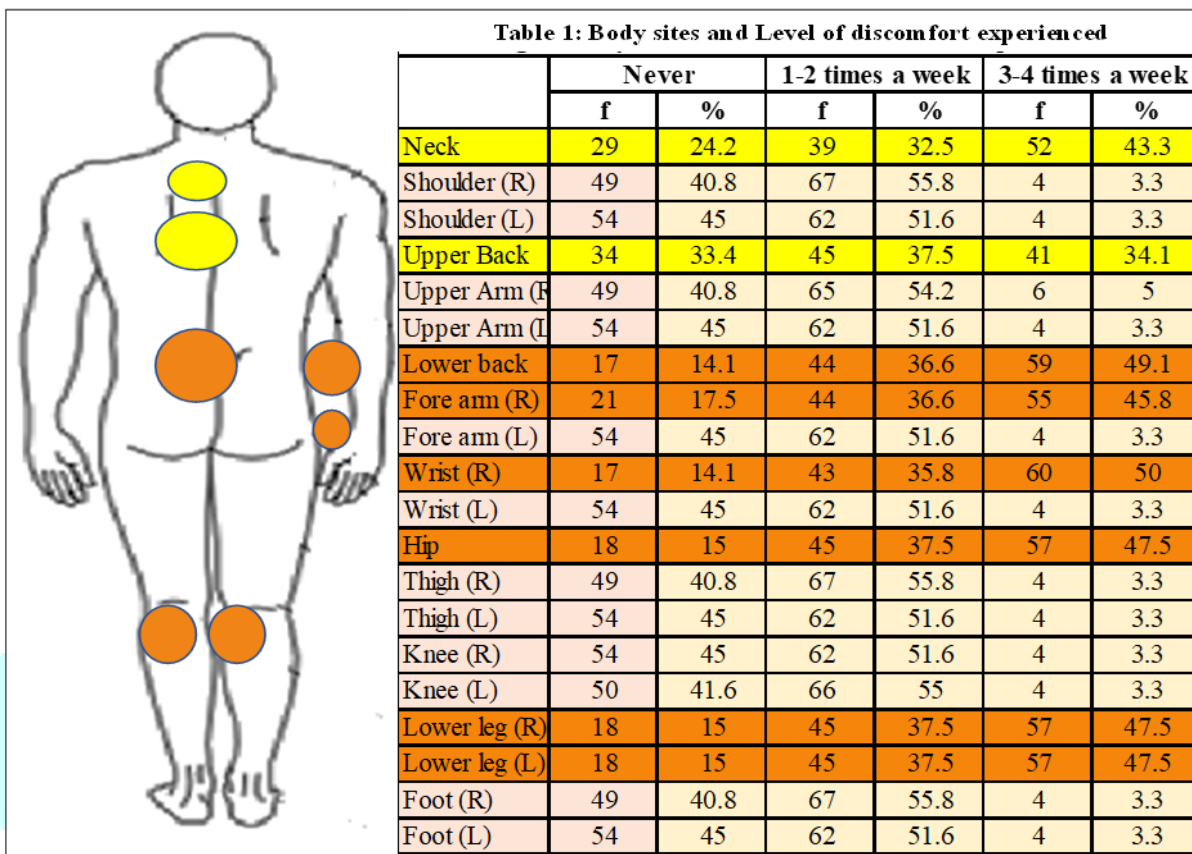 Table 1: Body sites and Level of discomfort experienced
Never 1-2 times a week 3-4 times a week
f % f % f %
Neck 29 24.2 39 32.5 52 43.3
Shoulder (R) 49 40.8 67 55.8 4 3.3
Shoulder (L) 54 45 62 51.6 4 3.3
Upper Back 34 33.4 45 37.5 41 34.1
Upper Arm (R 49 40.8 65 54.2 6 5
Upper Arm (L 54 45 62 51.6 4 3.3
Lower back 17 14.1 44 36.6 59 49.1
Fore arm (R) 21 17.5 44 36.6 55 45.8
Fore arm (L) 54 45 62 51.6 4 3.3
Wrist (R) 17 14.1 43 35.8 60 50
Wrist (L) 54 45 62 51.6 4 3.3
Hip 18 15 45 37.5 57 47.5
Thigh (R) 49 40.8 67 55.8 4 3.3
Thigh (L) 54 45 62 51.6 4 3.3
Knee (R) 54 45 62 51.6 4 3.3
Knee (L) 50 41.6 66 55 4 3.3
Lower leg (R) 18 15 45 37.5 57 47.5
Lower leg (L) 18 15 45 37.5 57 47.5
Foot (R) 49 40.8 67 55.8 4 3.3
Foot (L) 54 45 62 51.6 4 3.3